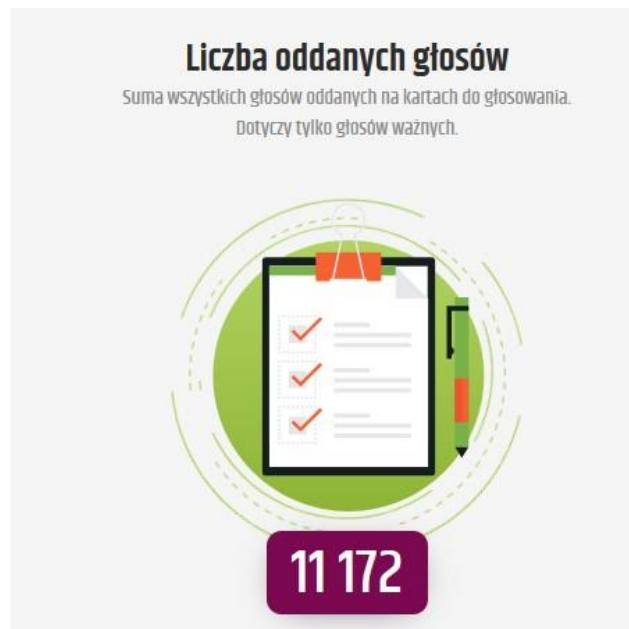 Liczba oddanych głosów
Suma wszystkich głosów oddanych na kartach do głosowania.
Dotyczy tylko głosów ważnych.
11 172